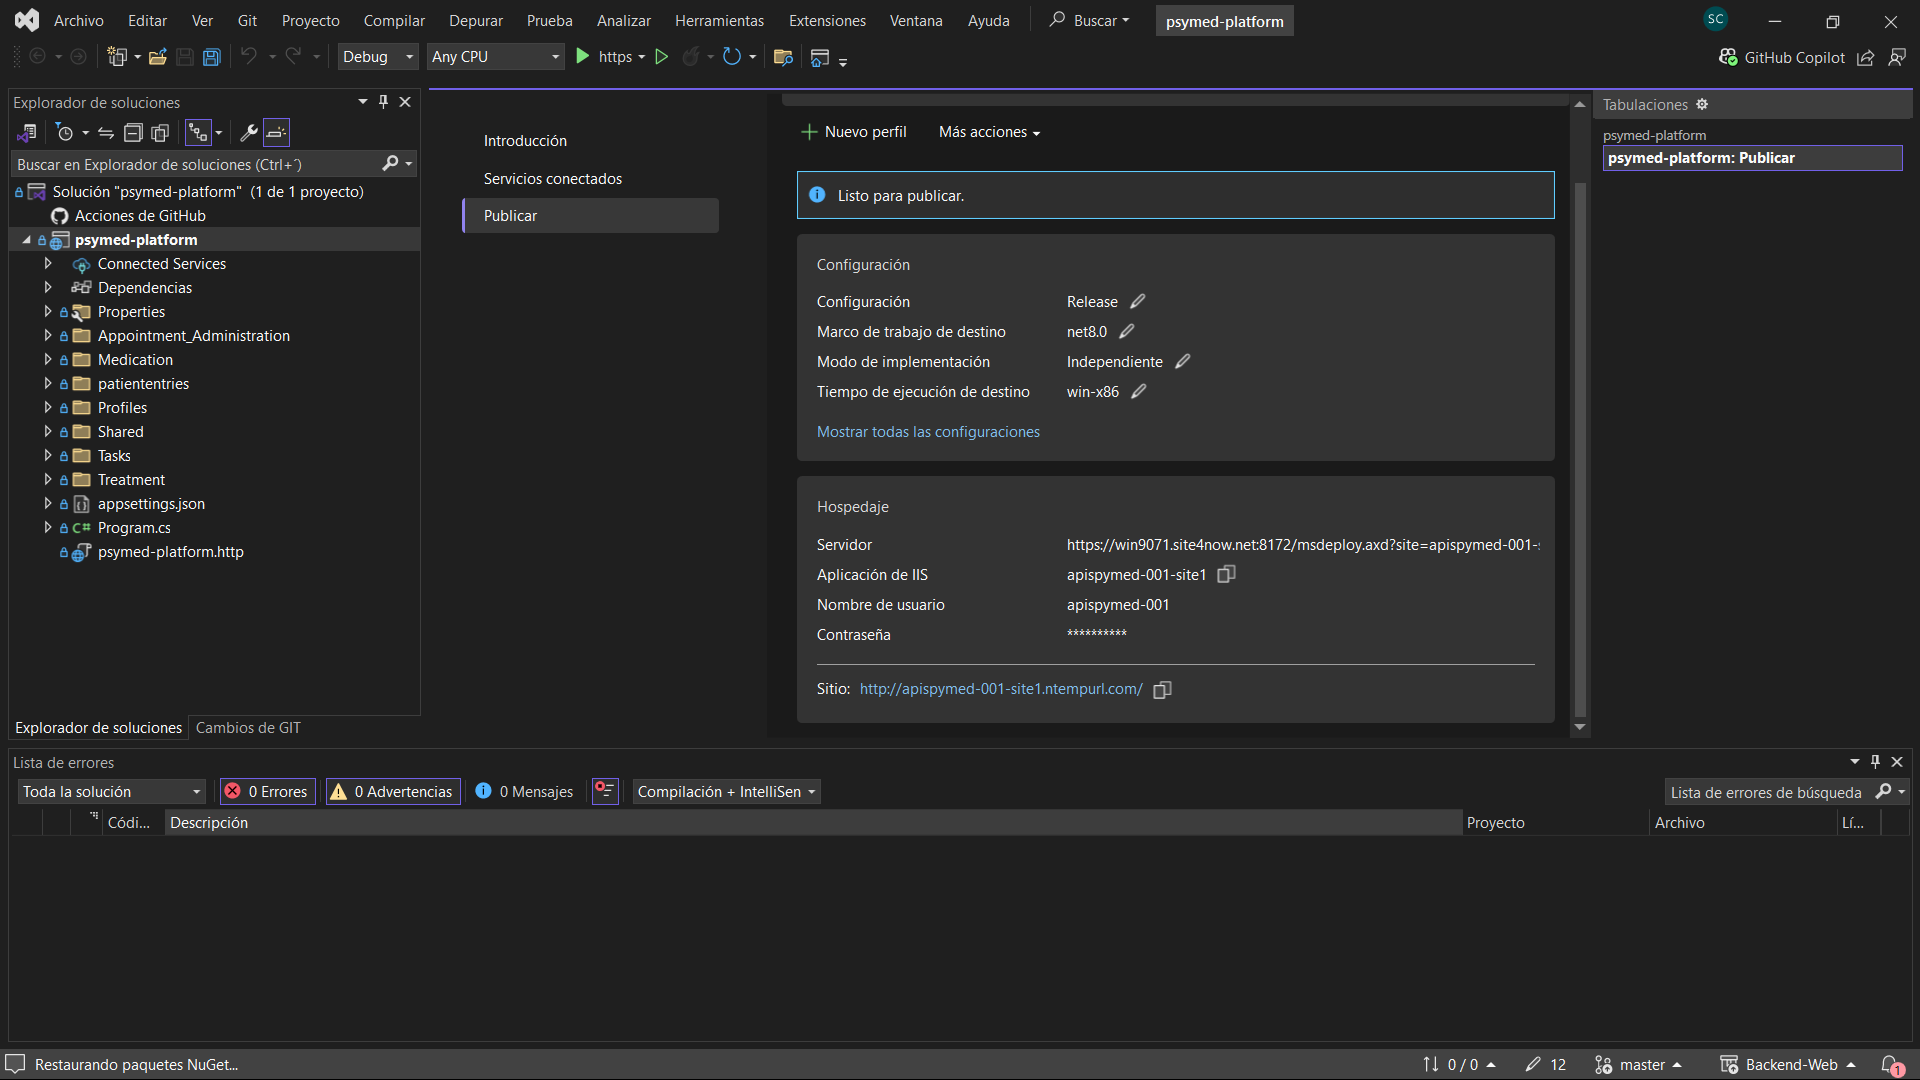 Archivo Editar Ver Git Proyecto Compilar Depurar Prueba Analizar Herramientas Extensiones Ventana Ayuda Buscar psymed-platform SC
Debug Any CPU https GitHub Copilot
Explorador de soluciones
Buscar en Explorador de soluciones (Ctrl+´)
Solución "psymed-platform" (1 de 1 proyecto)
Acciones de GitHub
psymed-platform
Connected Services
Dependencias
Properties
Appointment_Administration
Medication
patiententries
Profiles
Shared
Tasks
Treatment
appsettings.json
C# Program.cs
psymed-platform.http
Explorador de soluciones Cambios de GIT
Introducción
Servicios conectados
Publicar
Nuevo perfil Más acciones
Listo para publicar.
Configuración
Configuración Release
Marco de trabajo de destino net8.0
Modo de implementación Independiente
Tiempo de ejecución de destino win-x86
Mostrar todas las configuraciones
Hospedaje
Servidor https://win9071.site4now.net:8172/msdeploy.axd?site=apispymed-001-
Aplicación de IIS apispymed-001-site1
Nombre de usuario apispymed-001
Contraseña **********
Sitio: http://apispymed-001-site1.ntempurl.com/
Tabulaciones
psymed-platform
psymed-platform: Publicar
Lista de errores
Toda la solución 0 Errores 0 Advertencias 0 Mensajes Compilación + IntelliSen Lista de errores de búsqueda
Códi... Descripción Proyecto Archivo Lí...
Restaurando paquetes NuGet... 0 / 0 12 master Backend-Web 1